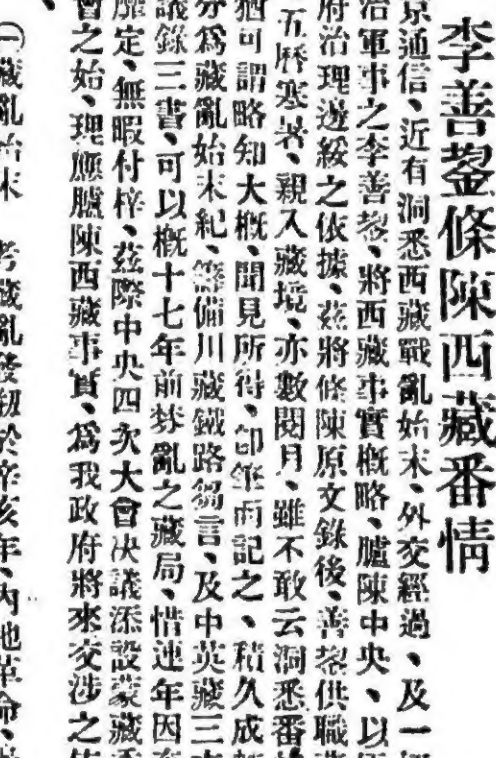 李善鋆條陳西藏番情
京通信、近有洞悉西藏戰亂始末、外交經過、及一
治軍事之李善鋆、將西藏事實概略、臚陳中央、以
府治理邊綏之依據、茲將條陳原文錄後、善鋆供職
五曆寒暑、親入藏境、亦數閱月、雖不敢云洞悉番
猶可謂略知大概、聞見所得、卽筆而記之、積久成
分爲藏亂始末紀、籌備川藏鐵路芻言、及中英藏三
議錄三書、可以概十七年前棼亂之藏局、惜連年因
靡定、無暇付梓、茲際中央四次大會决議添設蒙藏
會之始、理應臚陳西藏事實、爲我政府將來交涉之
㈠藏亂始末 考藏亂發朝於辛亥年、內地革命、